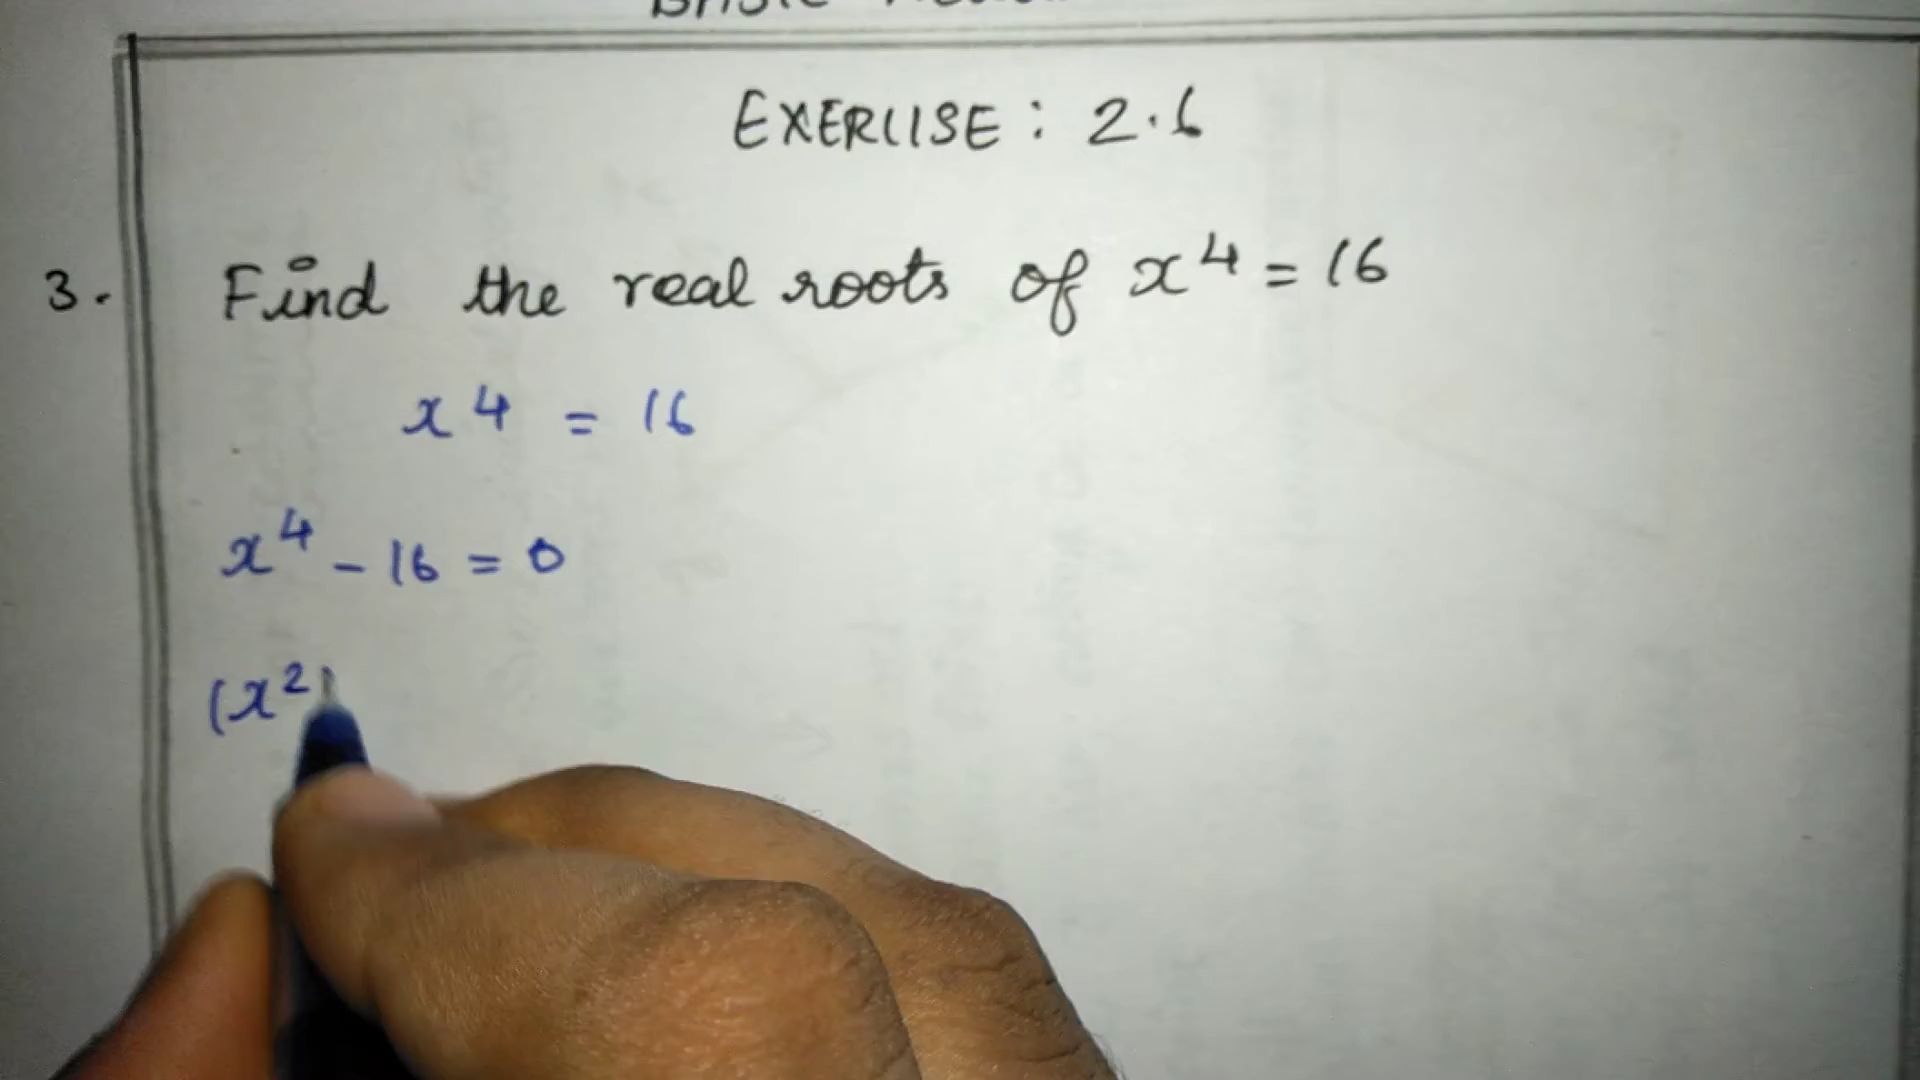 EXERCISE : 2.6
3. Find the real roots of x⁴ = 16
x⁴ = 16
x⁴ - 16 = 0
(x²)